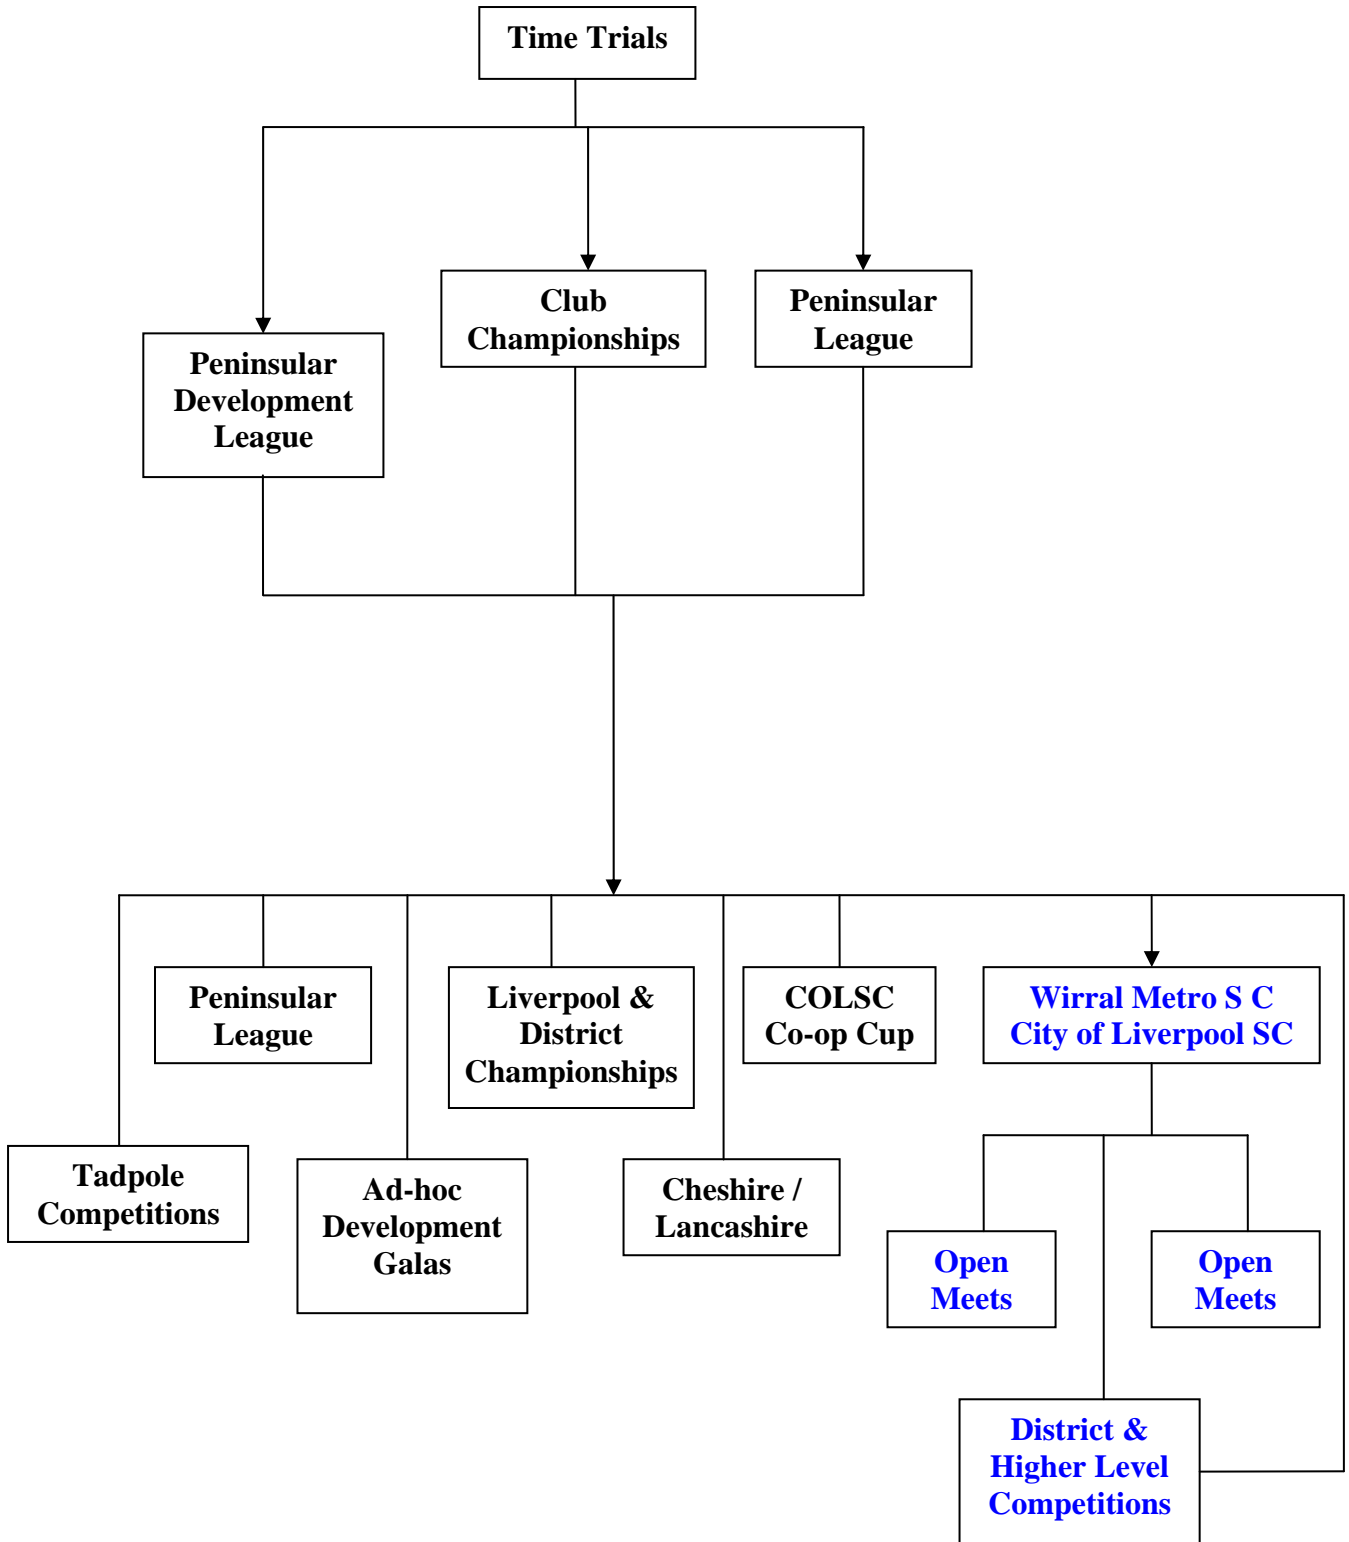 Time Trials
Club
Championships
Peninsular
League
Peninsular
Development
League
Peninsular
League
Liverpool &
District
Championships
COLSC
Co-op Cup
Wirral Metro S C
City of Liverpool SC
Tadpole
Competitions
Ad-hoc
Development
Galas
Cheshire /
Lancashire
Open
Meets
Open
Meets
District &
Higher Level
Competitions